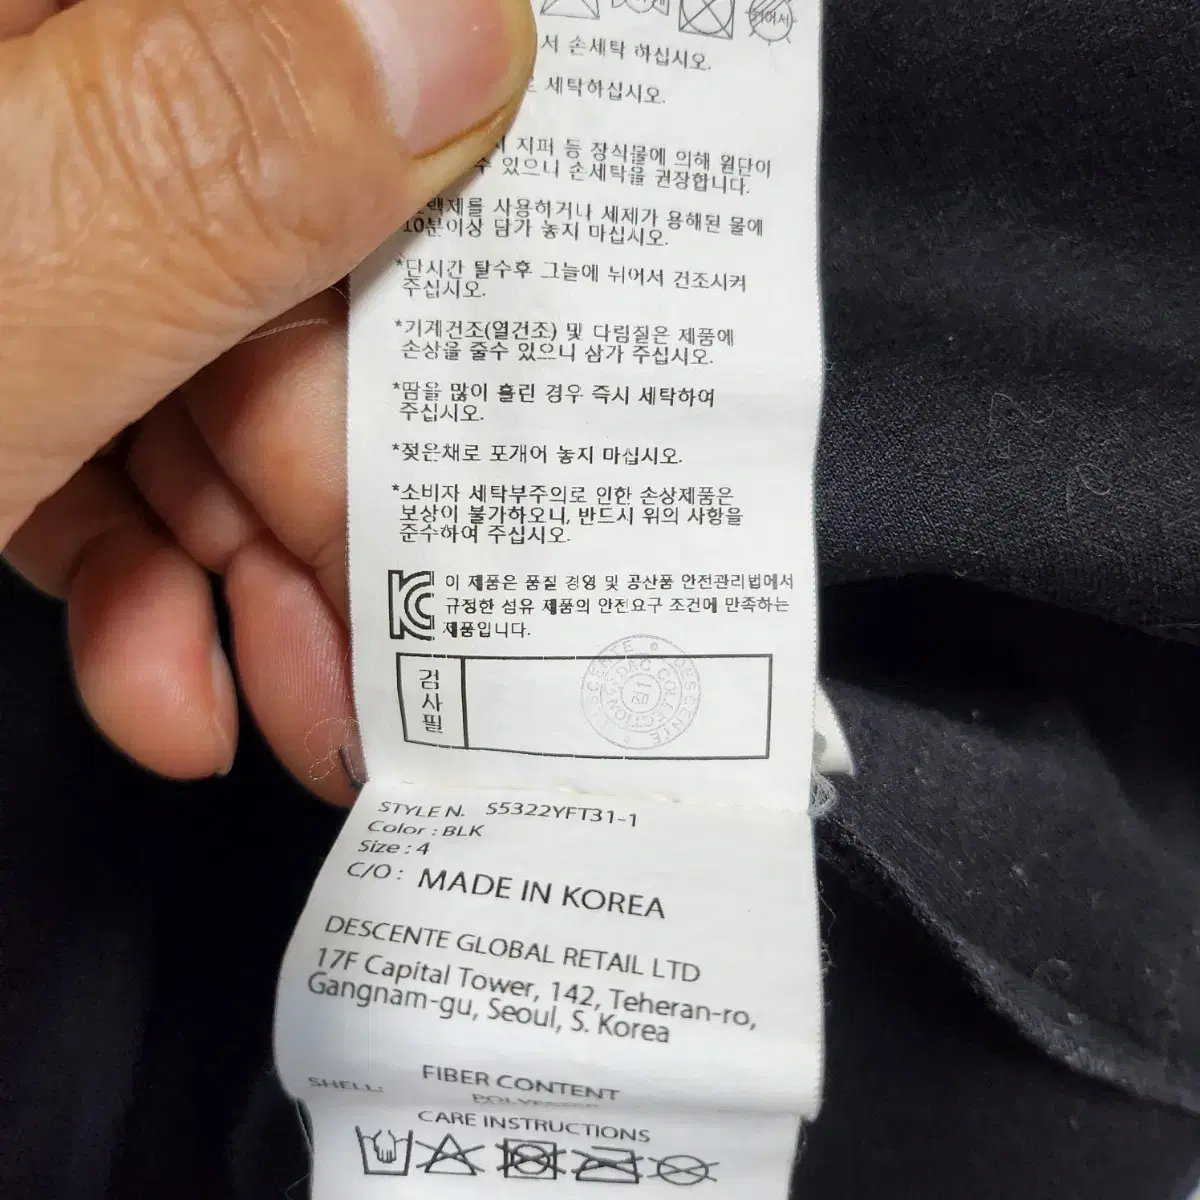 서 손세탁 하십시오.
세탁하십시오.
지퍼 등 장식물에 의해 원단이
수 있으니 손세탁을 권장합니다.
사용하거나 세제가 용해된 물에
10분이상 담가 놓지 마십시오.
*단시간 탈수후 그늘에 뉘어서 건조시켜
주십시오.
*기계건조(열건조) 및 다림질은 제품에
손상을 줄수 있으니 삼가 주십시오.
*땀을 많이 흘린 경우 즉시 세탁하여
주십시오.
*젖은채로 포개어 놓지 마십시오.
*소비자 세탁부주의로 인한 손상제품은
보상이 불가하오니, 반드시 위의 사항을
준수하여 주십시오.
이 제품은 품질 경영 및 공산품 안전관리법에서
규정한 섬유 제품의 안전요구 조건에 만족하는
제품입니다.
검사필
DESCENTE DESCENTE
COLLECTION
STYLE N. S5322YFT31-1
Color : BLK
Size : 4
C/O : MADE IN KOREA
DESCENTE GLOBAL RETAIL LTD
17F Capital Tower, 142, Teheran-ro,
Gangnam-gu, Seoul, S. Korea
FIBER CONTENT
SHELL: POLYESTER
CARE INSTRUCTIONS